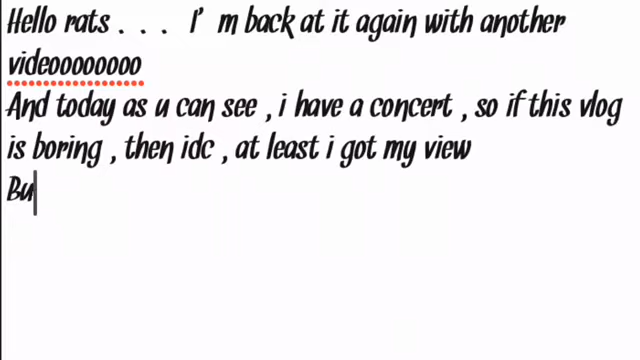 Hello rats . . . I' m back at it again with another
videoooooooo
And today as u can see , i have a concert , so if this vlog
is boring , then idc , at least i got my view
Bu